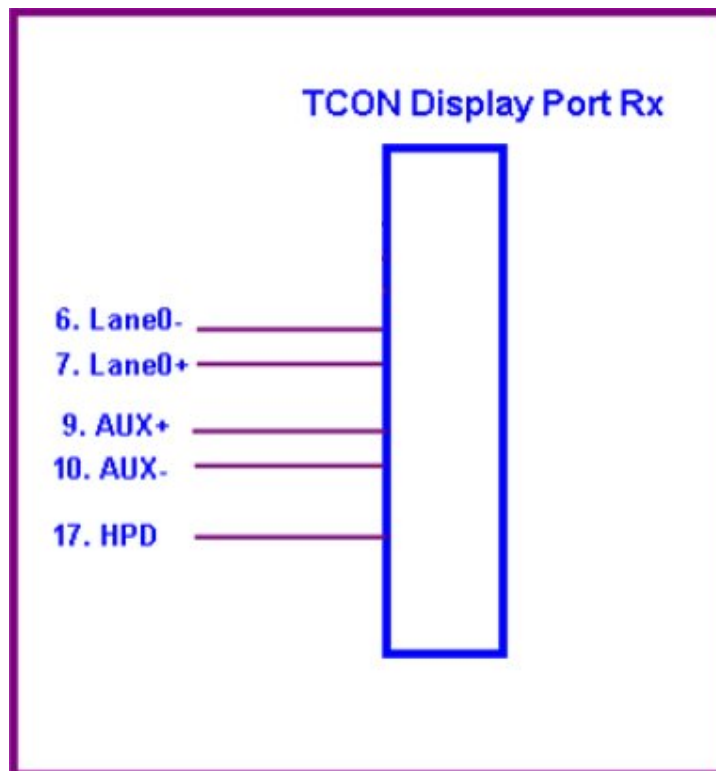 TCON Display Port Rx
6. Lane0-
7. Lane0+
9. AUX+
10. AUX-
17. HPD